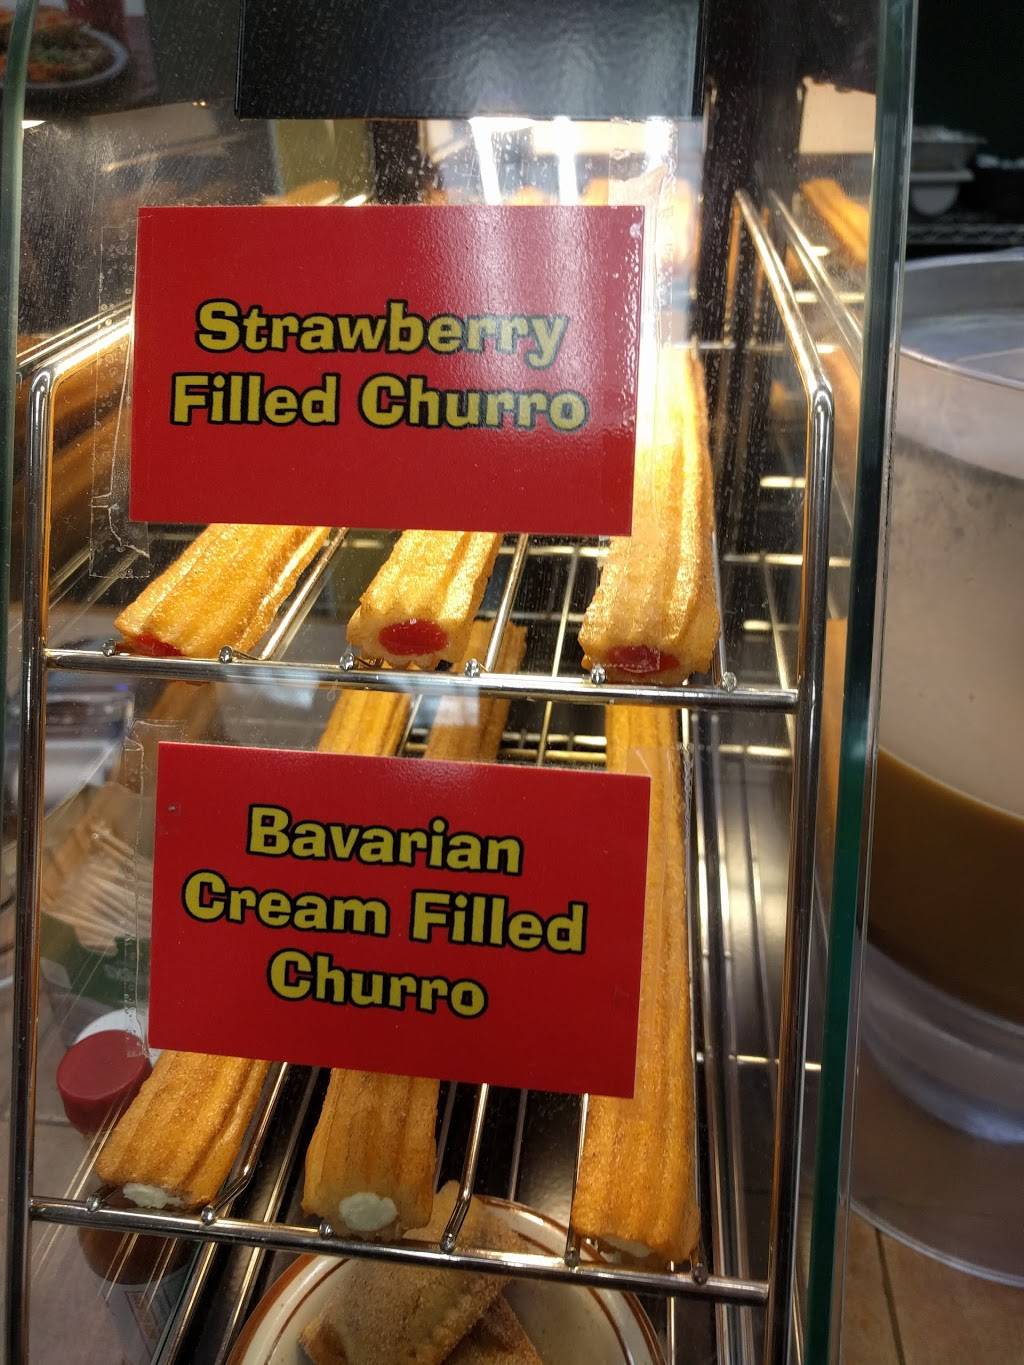 Strawberry
Filled Churro
Bavarian
Cream Filled
Churro